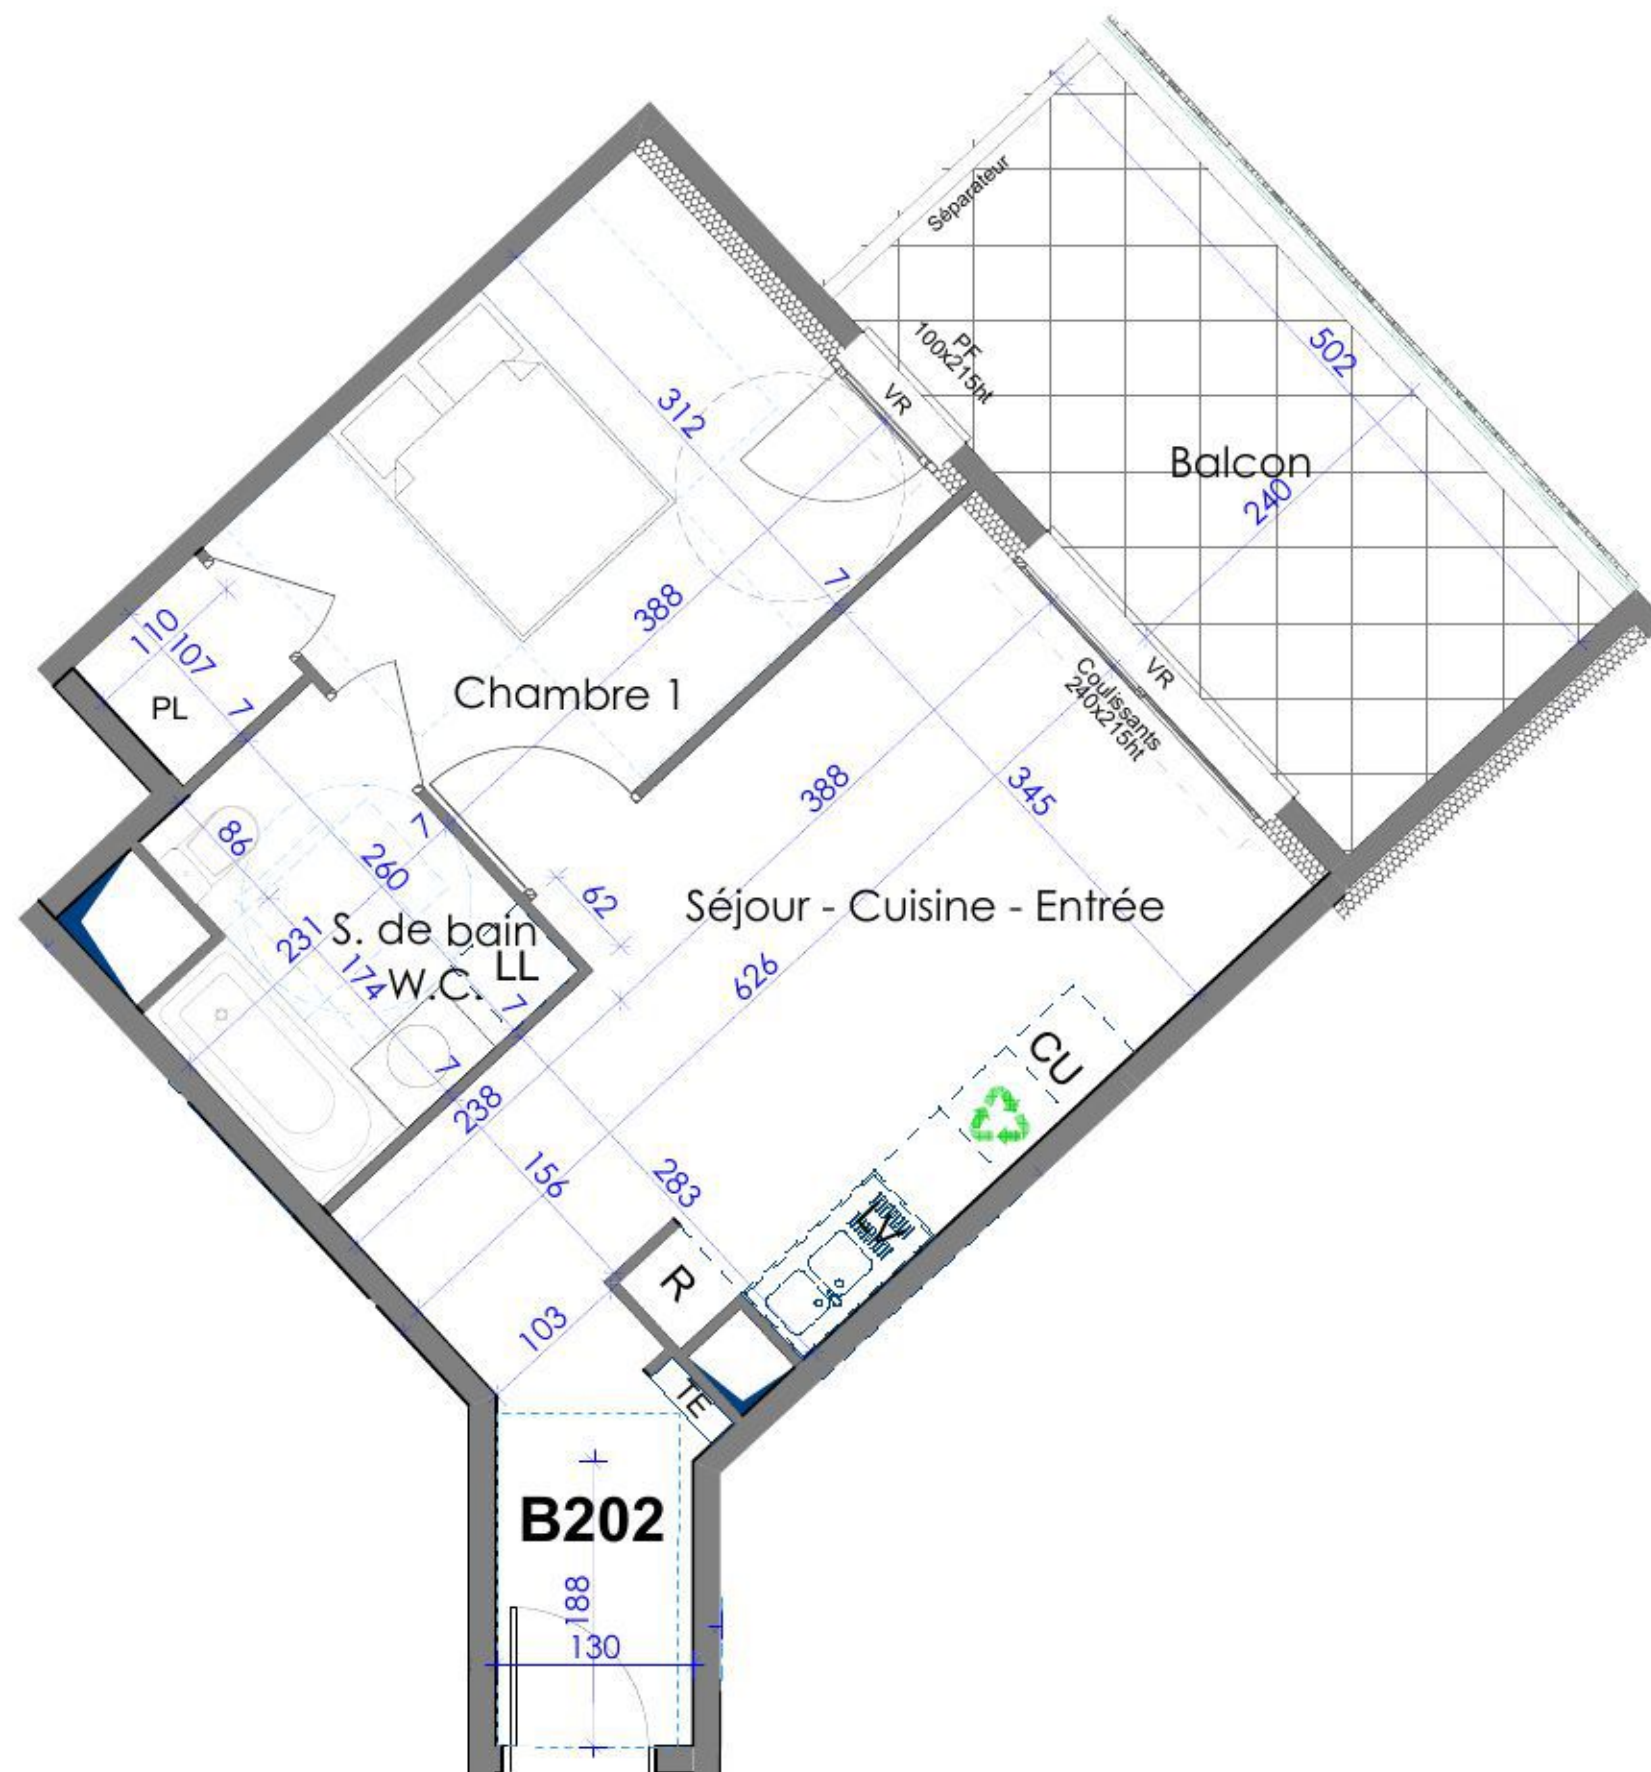 Séparateur
PF
100x215ht
VR
502
312
Balcon
240
7
388
110
107
7
PL
Chambre 1
VR
Coulissants
240x215ht
388
345
7
86
260
62
Séjour - Cuisine - Entrée
231
S. de bain
W.C.
LL
174
7
626
7
CU
238
156
283
LV
R
103
TE
B202
188
130